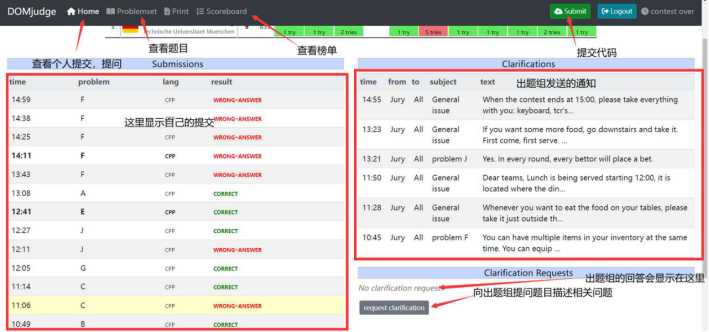 DOMjudge Home Problemset Print Scoreboard Submit Logout contest over
Technische Universitaet Muenchen 1 try 1 try 2 tries 1 try 5 tries 1 try 1 try 2 tries 1 try
查看题目
查看榜单
提交代码
查看个人提交，提问
Submissions
time problem lang result
14:59 F CPP WRONG-ANSWER
14:38 F CPP WRONG-ANSWER
这里显示自己的提交
14:25 F CPP WRONG-ANSWER
14:11 F CPP WRONG-ANSWER
13:43 F CPP WRONG-ANSWER
13:08 A CPP CORRECT
12:41 E CPP CORRECT
12:27 J CPP CORRECT
12:11 J CPP WRONG-ANSWER
12:05 G CPP CORRECT
11:14 C CPP CORRECT
11:06 C CPP WRONG-ANSWER
10:49 B CPP CORRECT
Clarifications
time from to subject text
出题组发送的通知
14:55 Jury All General issue When the contest ends at 15:00, please take everything
with you: keyboard, tcr's...
13:23 Jury All General issue If you want some more food, go downstairs and take it.
First come, first serve. ...
13:21 Jury All problem J Yes. In every round, every bettor will place a bet.
11:50 Jury All General issue Dear teams, Lunch is being served starting 12:00, it is
located where the din...
11:28 Jury All General issue Whenever you want to eat the food on your tables, please
take it just outside th...
10:45 Jury All problem F You can have multiple items in your inventory at the same
time. You can equip ...
Clarification Requests
No clarification request
出题组的回答会显示在这里
向出题组提问题目描述相关问题
request clarification